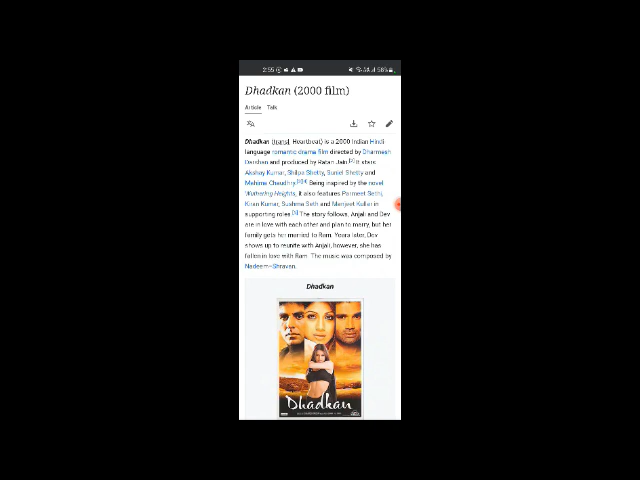 2:55
56%
Dhadkan (2000 film)
Article Talk
Dhadkan (transl. Heartbeat) is a 2000 Indian Hindi
language romantic drama film directed by Dharmesh
Darshan and produced by Ratan Jain.[2] It stars
Akshay Kumar, Shilpa Shetty, Suniel Shetty and
Mahima Chaudhry. Being inspired by the novel
Wuthering Heights, it also features Parmeet Sethi,
Kiran Kumar, Sushma Seth and Manjeet Kullar in
supporting roles. The story follows, Anjali and Dev
are in love with each other and plan to marry, but her
family gets her married to Ram. Years later, Dev
shows up to reunite with Anjali, however, she has
fallen in love with Ram. The music was composed by
Nadeem–Shravan.
Dhadkan
Dhadkan